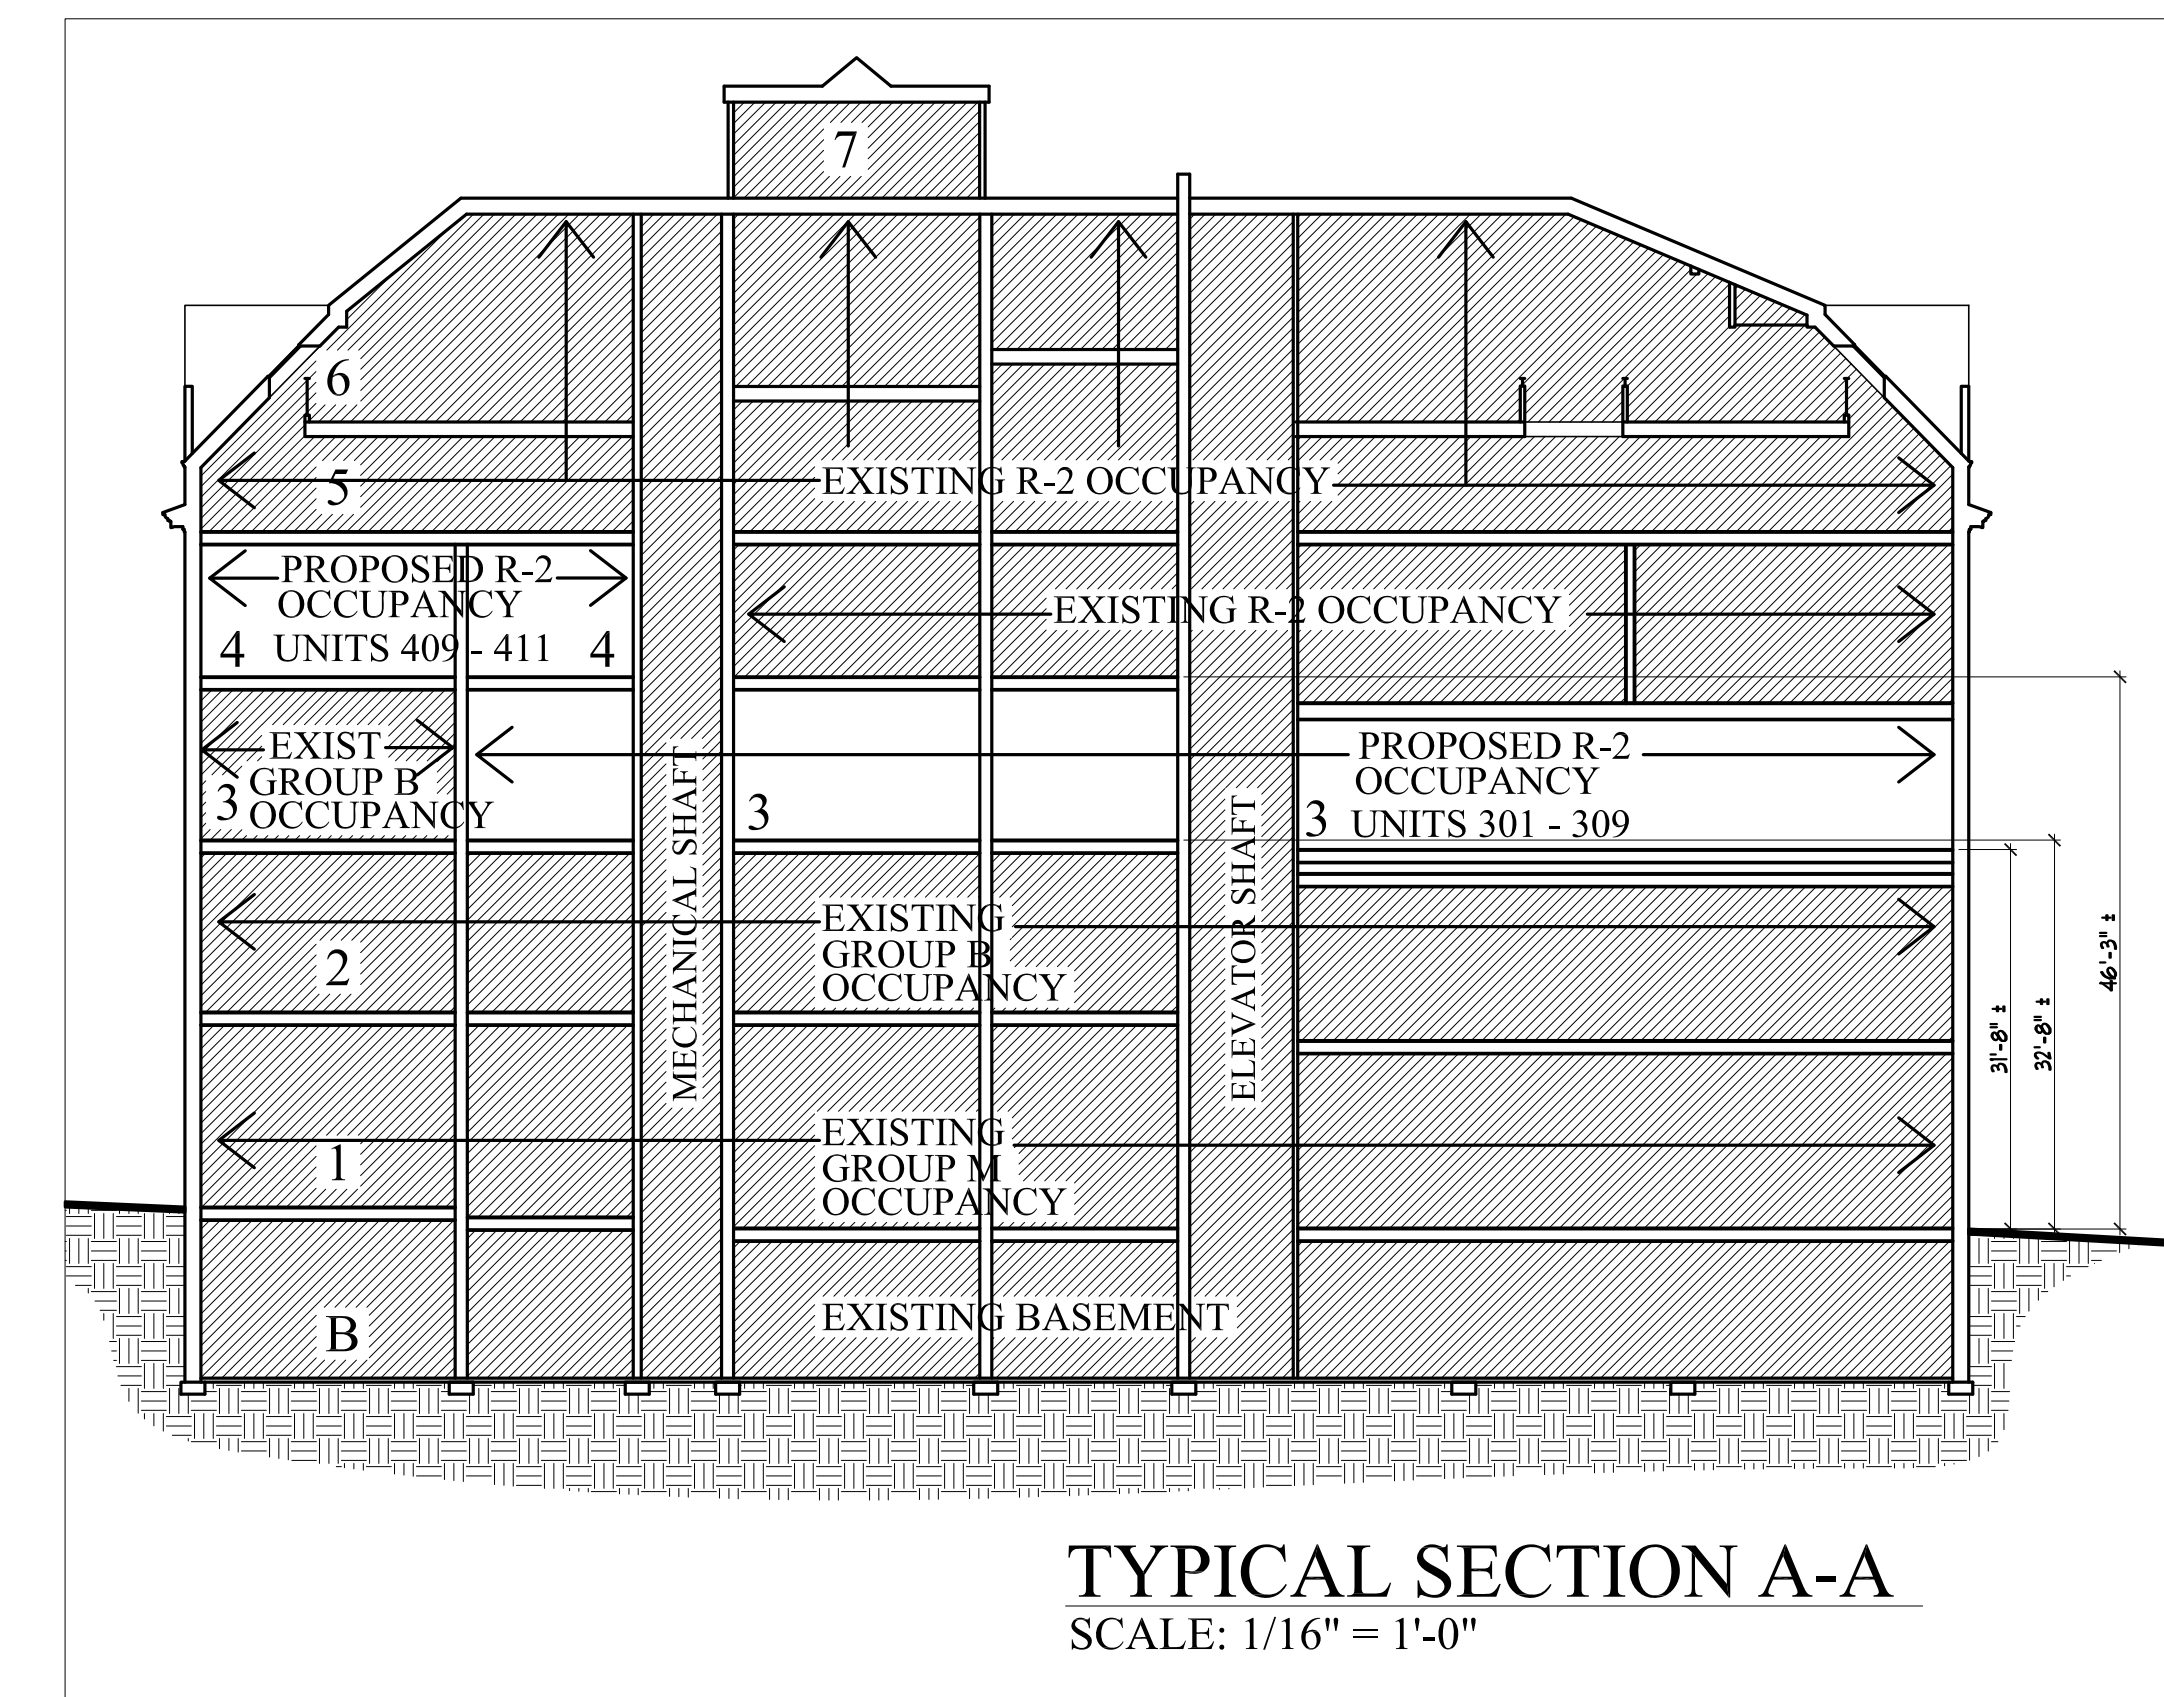 7
6
5
EXISTING R-2 OCCUPANCY
PROPOSED R-2
OCCUPANCY
4 UNITS 409 - 411 4
EXISTING R-2 OCCUPANCY
EXIST
GROUP B
3 OCCUPANCY
3
PROPOSED R-2
OCCUPANCY
3 UNITS 301 - 309
MECHANICAL SHAFT
ELEVATOR SHAFT
2
EXISTING
GROUP B
OCCUPANCY
1
EXISTING
GROUP M
OCCUPANCY
31'-8" ±
32'-8" ±
46'-3" ±
B
EXISTING BASEMENT
TYPICAL SECTION A-A
SCALE: 1/16" = 1'-0"